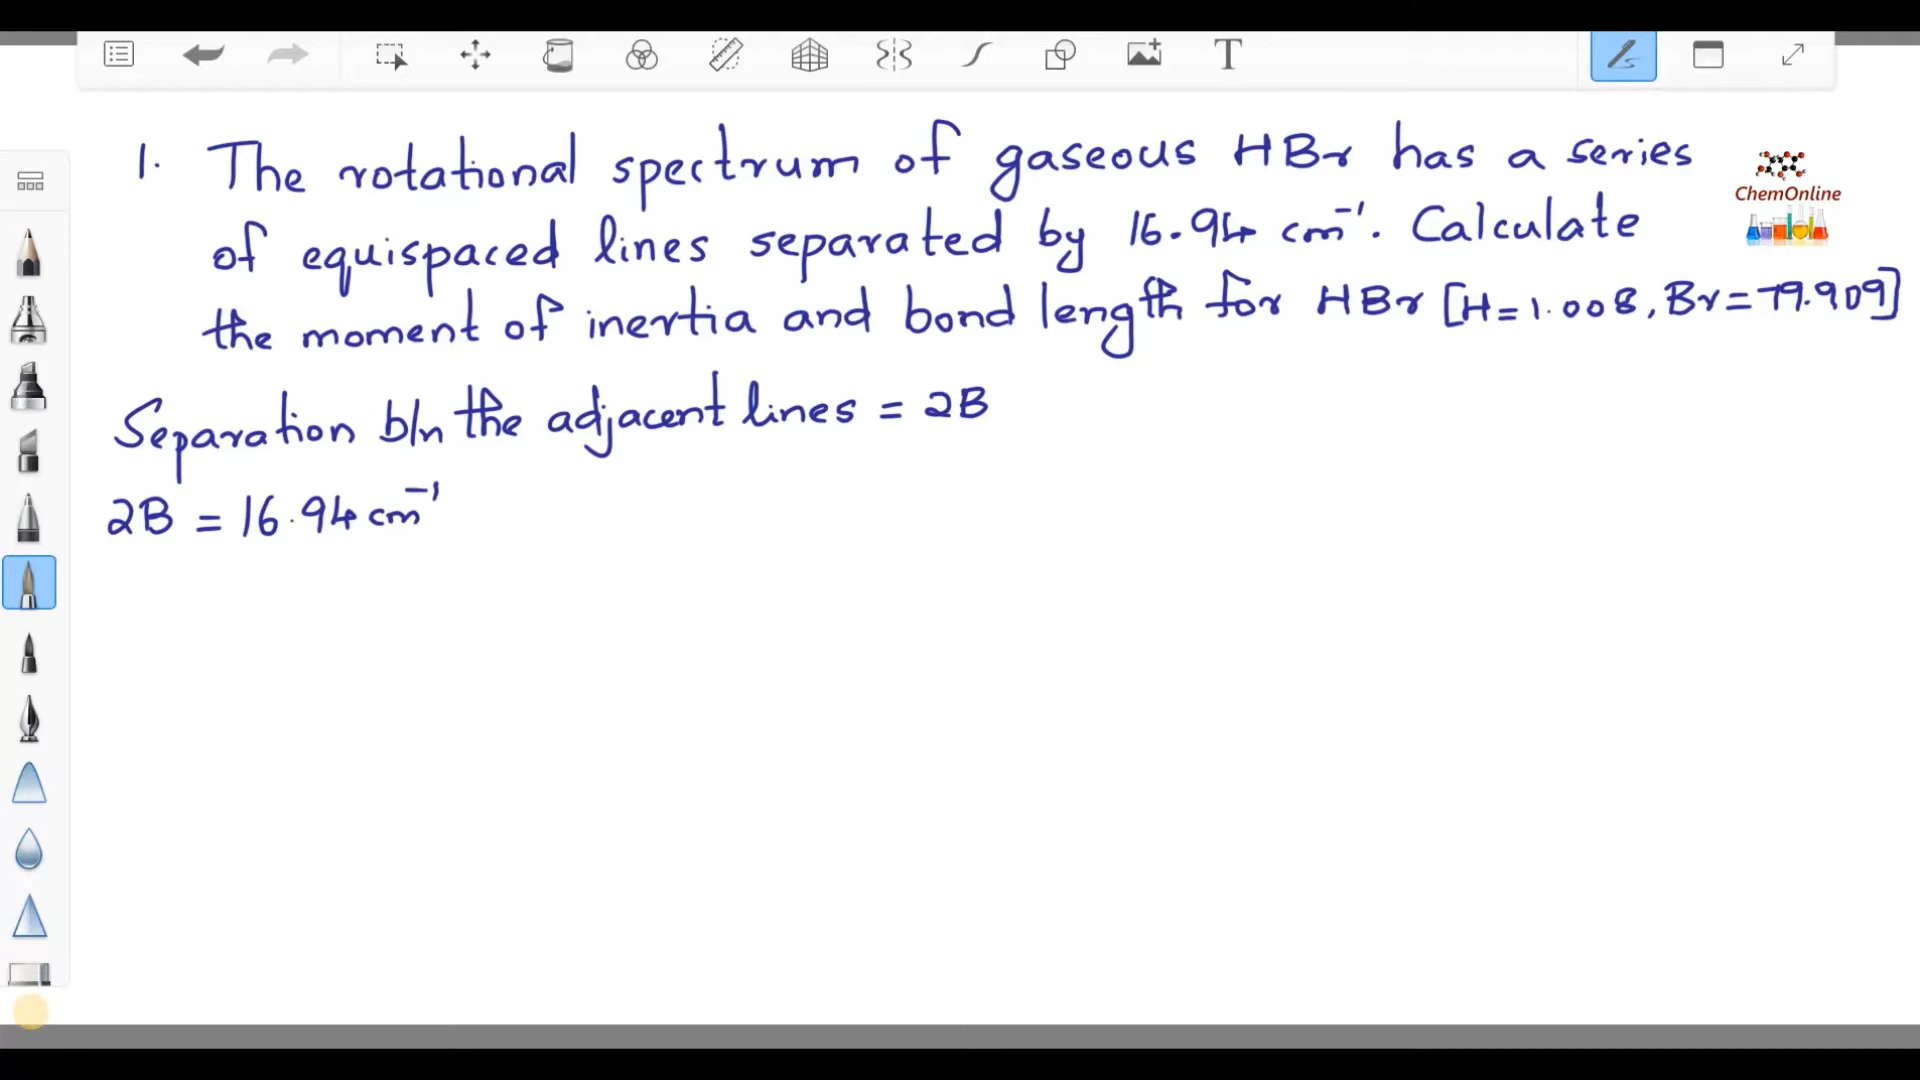 1. The rotational spectrum of gaseous HBr has a series
of equispaced lines separated by 16.94 cm⁻¹. Calculate
the moment of inertia and bond length for HBr [H=1.008, Br=79.909]
ChemOnline
Separation b/n the adjacent lines = 2B
2B = 16.94 cm⁻¹